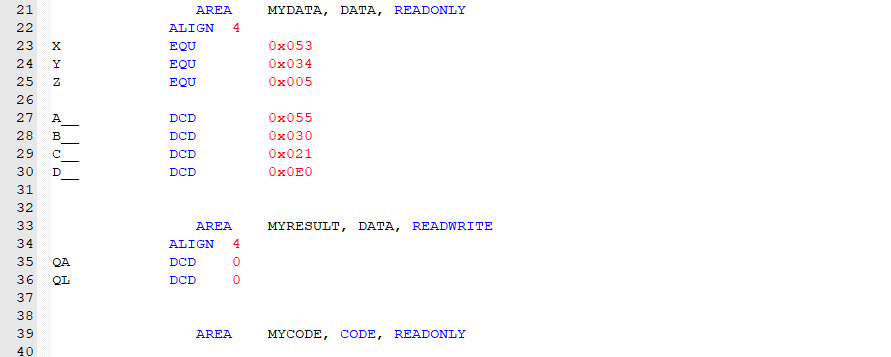 21 AREA MYDATA, DATA, READONLY
22 ALIGN 4
23 X EQU 0x053
24 Y EQU 0x034
25 Z EQU 0x005
26
27 A__ DCD 0x055
28 B__ DCD 0x030
29 C__ DCD 0x021
30 D__ DCD 0x0E0
31
32
33 AREA MYRESULT, DATA, READWRITE
34 ALIGN 4
35 QA DCD 0
36 QL DCD 0
37
38
39 AREA MYCODE, CODE, READONLY
40